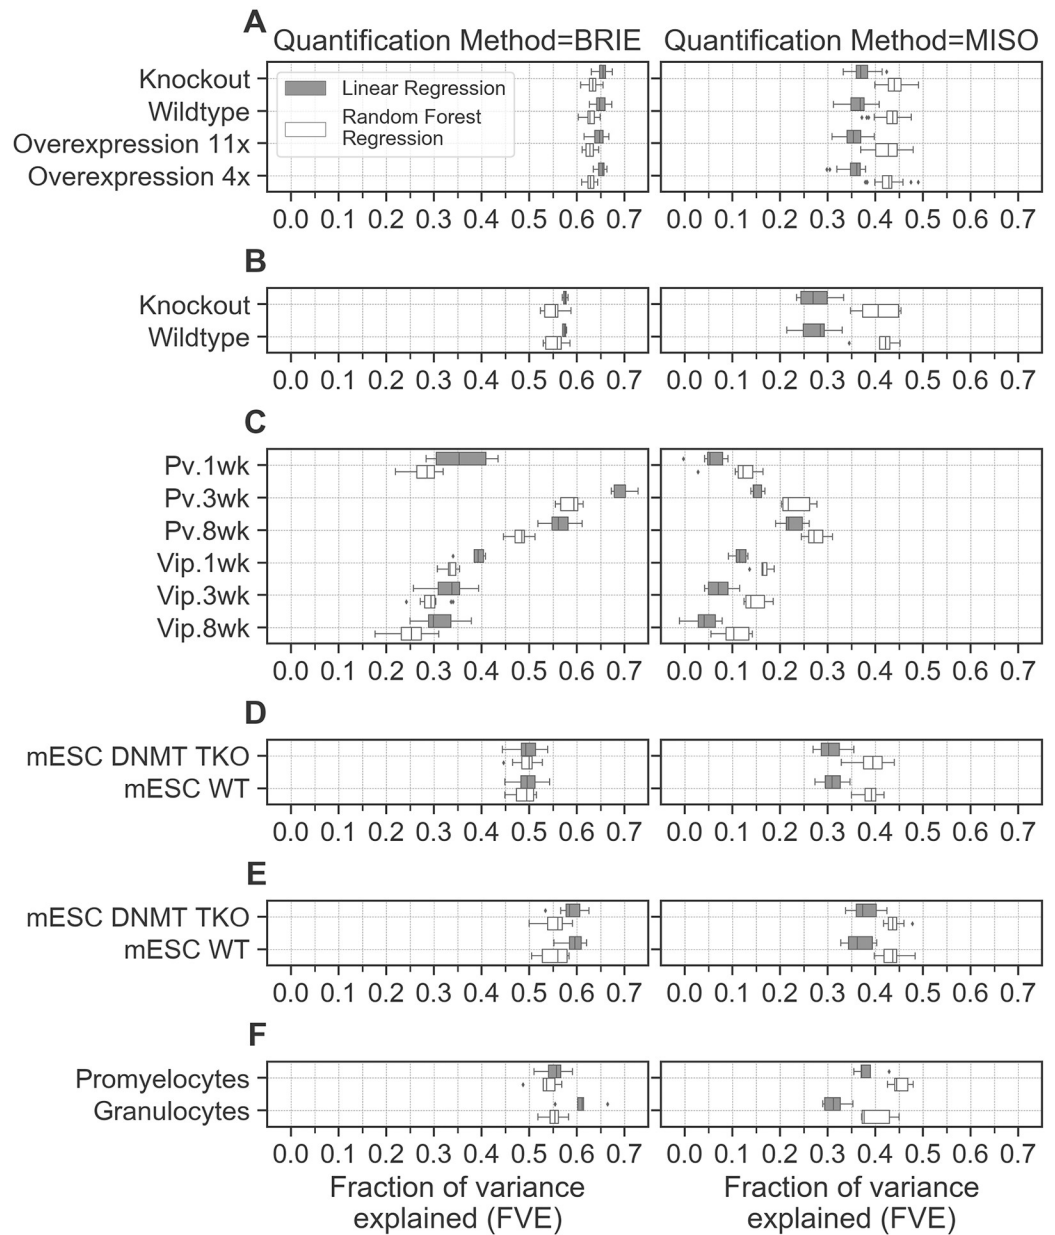 A
Quantification Method=BRIE
Quantification Method=MISO
Knockout
Wildtype
Overexpression 11x
Overexpression 4x
Linear Regression
Random Forest
Regression
0.0 0.1 0.2 0.3 0.4 0.5 0.6 0.7
0.0 0.1 0.2 0.3 0.4 0.5 0.6 0.7
B
Knockout
Wildtype
0.0 0.1 0.2 0.3 0.4 0.5 0.6 0.7
0.0 0.1 0.2 0.3 0.4 0.5 0.6 0.7
C
Pv.1wk
Pv.3wk
Pv.8wk
Vip.1wk
Vip.3wk
Vip.8wk
0.0 0.1 0.2 0.3 0.4 0.5 0.6 0.7
0.0 0.1 0.2 0.3 0.4 0.5 0.6 0.7
D
mESC DNMT TKO
mESC WT
0.0 0.1 0.2 0.3 0.4 0.5 0.6 0.7
0.0 0.1 0.2 0.3 0.4 0.5 0.6 0.7
E
mESC DNMT TKO
mESC WT
0.0 0.1 0.2 0.3 0.4 0.5 0.6 0.7
0.0 0.1 0.2 0.3 0.4 0.5 0.6 0.7
F
Promyelocytes
Granulocytes
0.0 0.1 0.2 0.3 0.4 0.5 0.6 0.7
0.0 0.1 0.2 0.3 0.4 0.5 0.6 0.7
Fraction of variance
explained (FVE)
Fraction of variance
explained (FVE)